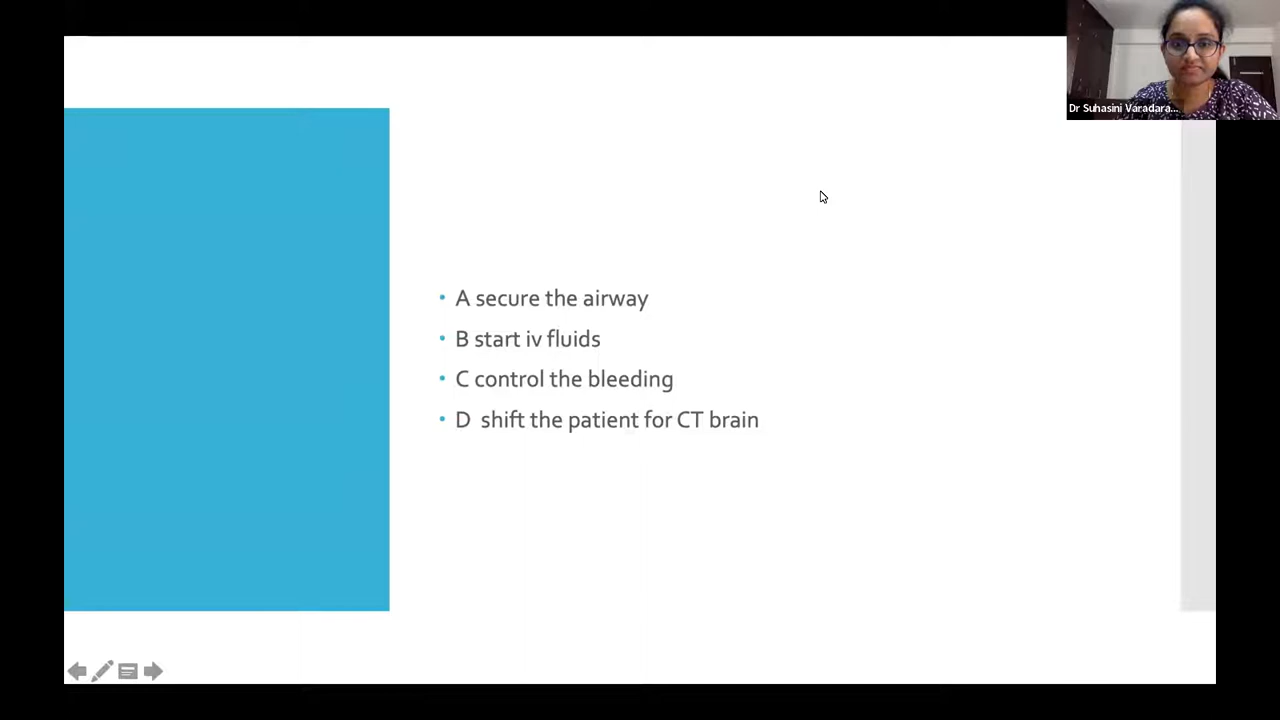 Dr Suhasini Varadara...
• A secure the airway
• B start iv fluids
• C control the bleeding
• D  shift the patient for CT brain